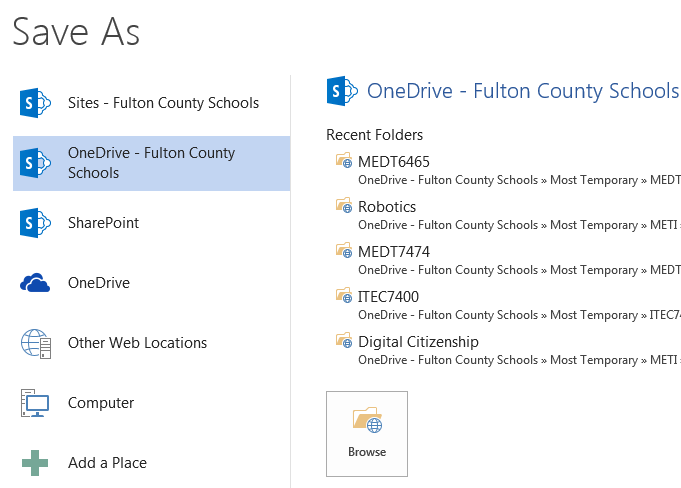 Save As
Sites - Fulton County Schools
OneDrive - Fulton County
Schools
SharePoint
OneDrive
Other Web Locations
Computer
Add a Place
OneDrive - Fulton County Schools
Recent Folders
MEDT6465
OneDrive - Fulton County Schools » Most Temporary » MEDT
Robotics
OneDrive - Fulton County Schools » Most Temporary » METI
MEDT7474
OneDrive - Fulton County Schools » Most Temporary » MEDT
ITEC7400
OneDrive - Fulton County Schools » Most Temporary » ITEC7
Digital Citizenship
OneDrive - Fulton County Schools » Most Temporary » METI
Browse